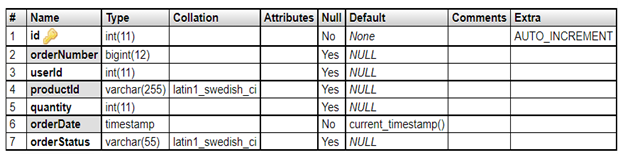 # Name Type Collation Attributes Null Default Comments Extra
1 id int(11) No None AUTO_INCREMENT
2 orderNumber bigint(12) Yes NULL
3 userId int(11) Yes NULL
4 productId varchar(255) latin1_swedish_ci Yes NULL
5 quantity int(11) Yes NULL
6 orderDate timestamp No current_timestamp()
7 orderStatus varchar(55) latin1_swedish_ci Yes NULL